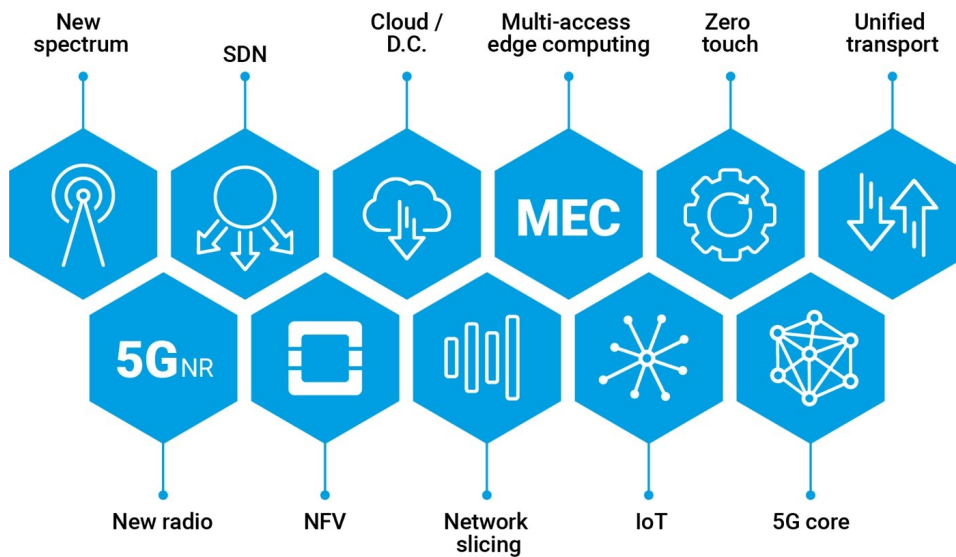 New
spectrum
SDN
Cloud /
D.C.
Multi-access
edge computing
Zero
touch
Unified
transport
MEC
5GNR
New radio
NFV
Network
slicing
IoT
5G core